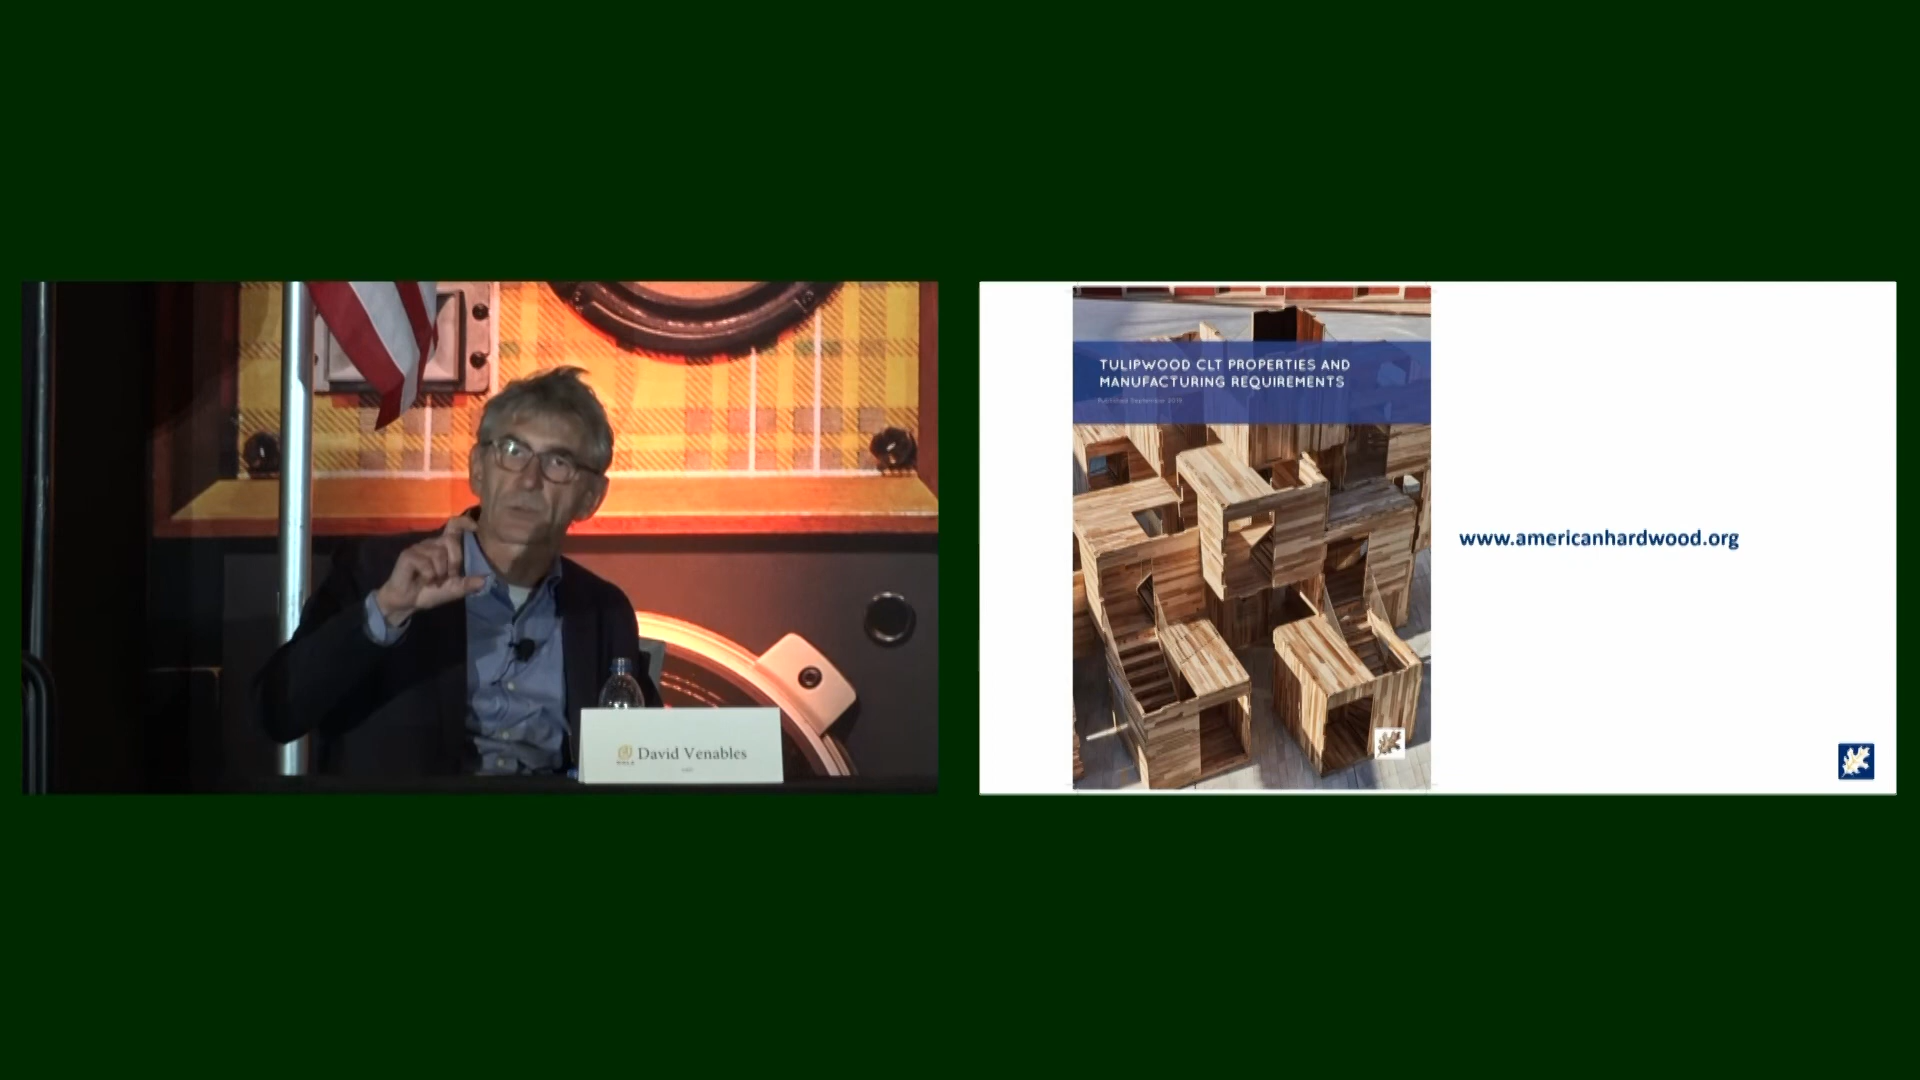 David Venables
TULIPWOOD CLT PROPERTIES AND
MANUFACTURING REQUIREMENTS
www.americanhardwood.org